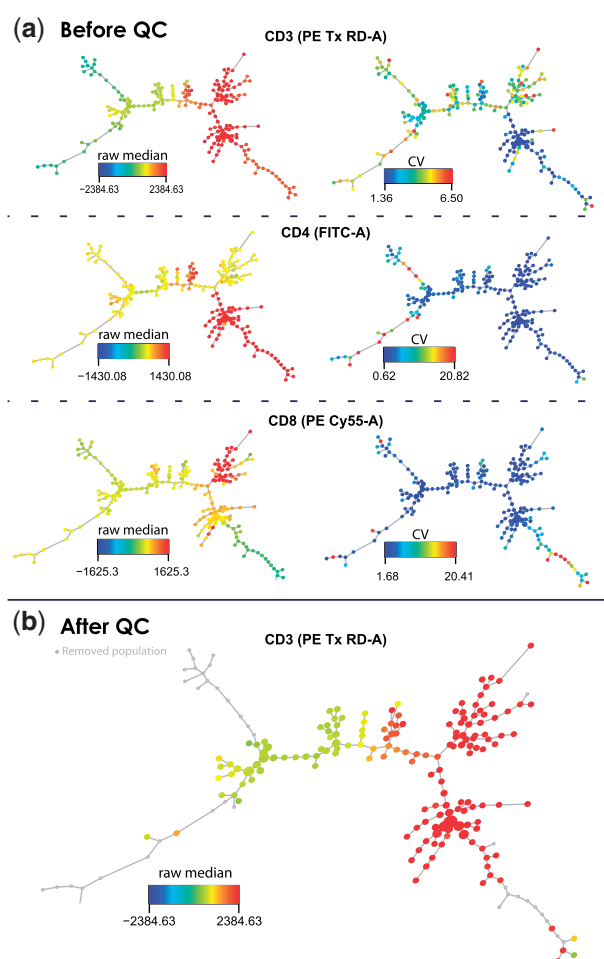 (a) Before QC
CD3 (PE Tx RD-A)
raw median
−2384.63 2384.63
CV
1.36 6.50
CD4 (FITC-A)
raw median
−1430.08 1430.08
CV
0.62 20.82
CD8 (PE Cy55-A)
raw median
−1625.3 1625.3
CV
1.68 20.41
(b) After QC
CD3 (PE Tx RD-A)
Removed population
raw median
−2384.63 2384.63